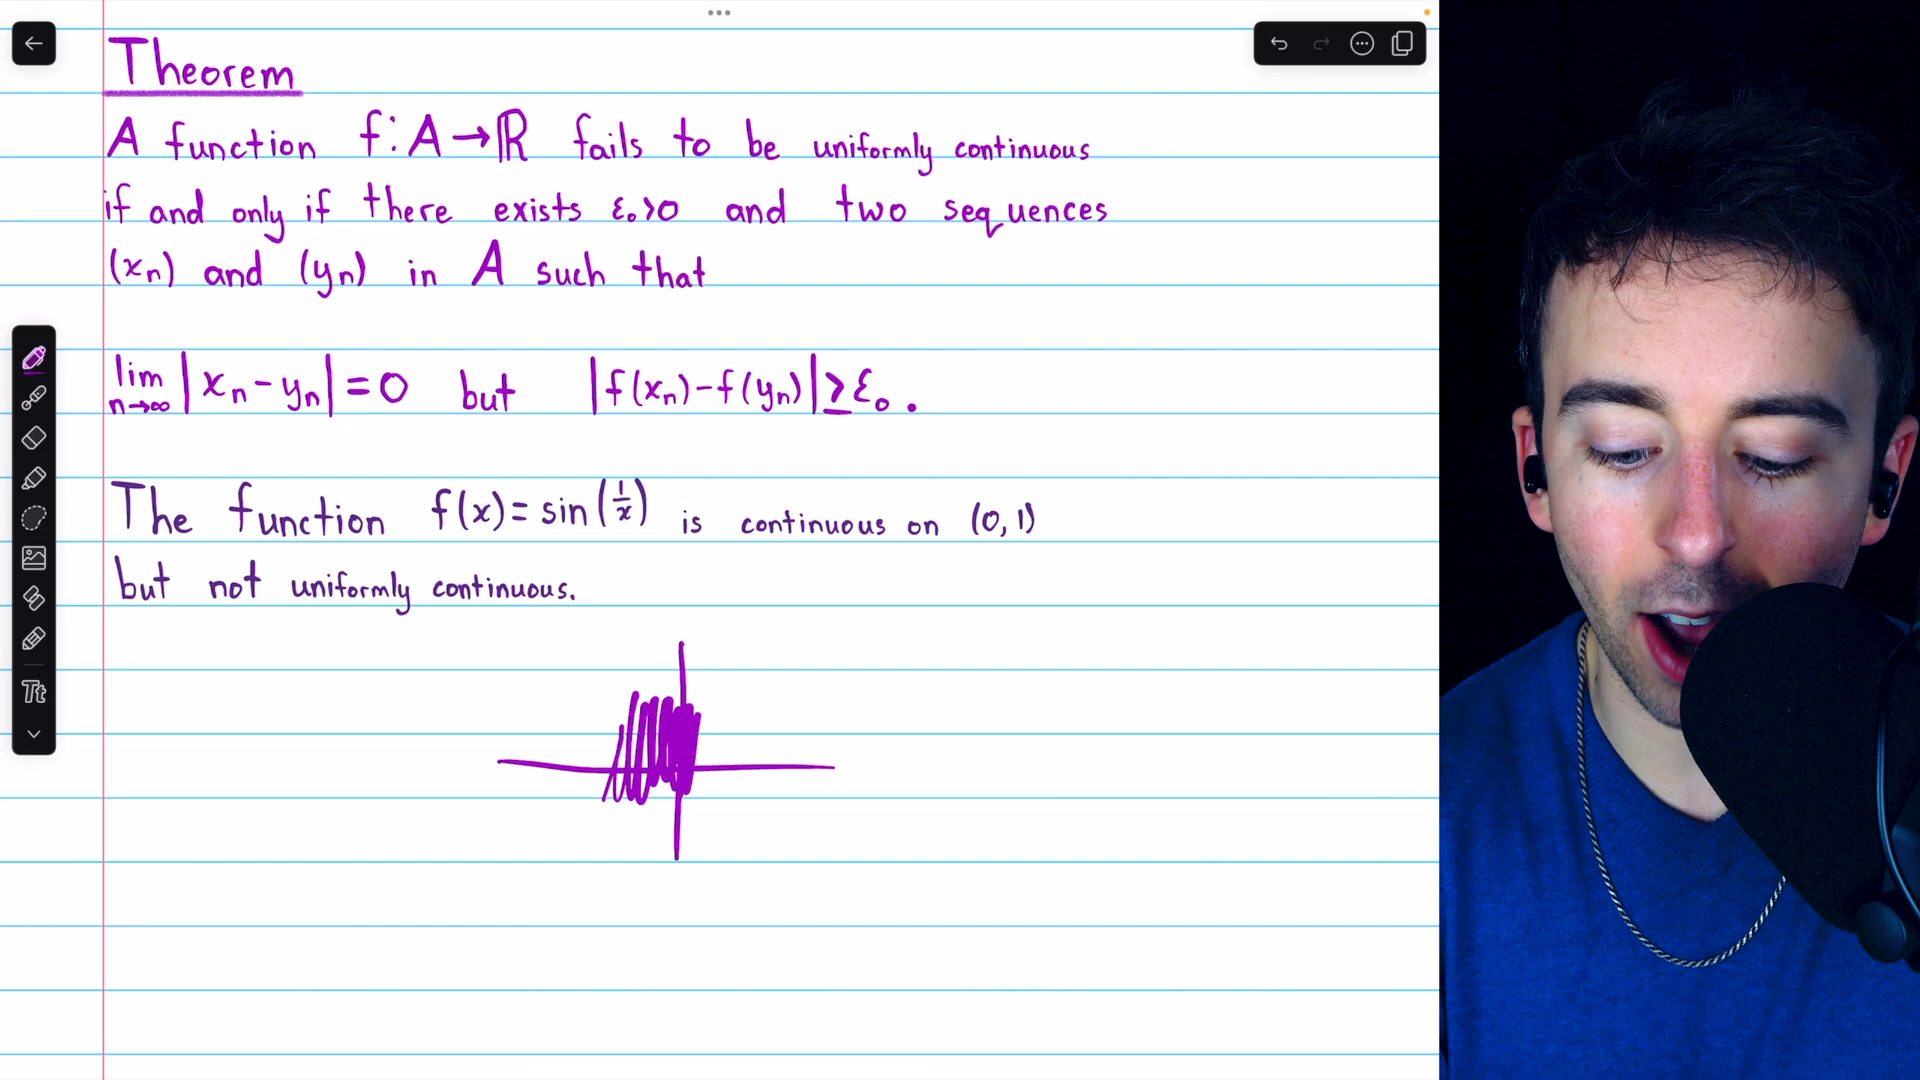 Theorem
A function f: A→ℝ fails to be uniformly continuous
if and only if there exists ε₀>0 and two sequences
(xₙ) and (yₙ) in A such that
lim n→∞ |xₙ-yₙ|=0 but |f(xₙ)-f(yₙ)|≥ε₀.
The function f(x)=sin(1/x) is continuous on (0,1)
but not uniformly continuous.
Tt